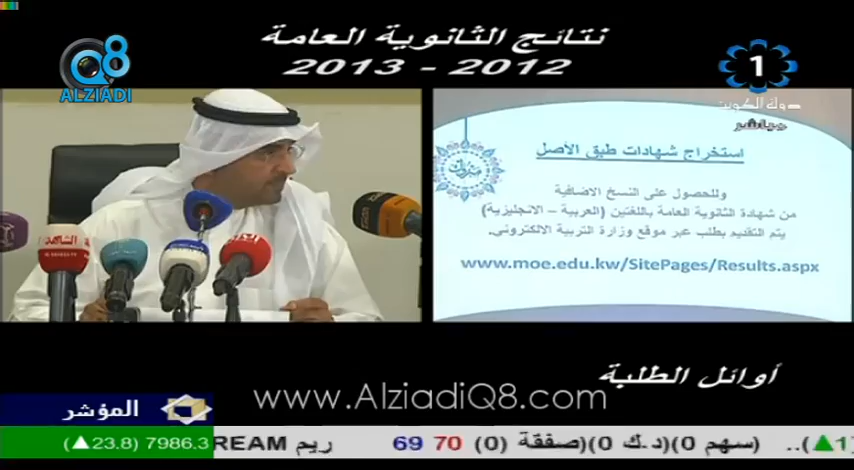 نتائج الثانوية العامة
2012 - 2013
Q8
ALZIADI
1
دولة الكويت
مباشر
استخراج شهادات طبق الأصل
وللحصول على النسخ الاضافية
من شهادة الثانوية العامة باللغتين (العربية – الانجليزية)
يتم التقديم بطلب عبر موقع وزارة التربية الالكتروني.
www.moe.edu.kw/SitePages/Results.aspx
الشاهد
أوائل الطلبة
www.AlziadiQ8.com
المؤشر
(▲23.8) 7986.3
REAM ريم 69 70 (0 سهم) (0 د.ك) (0 صفقة) ..(▲1